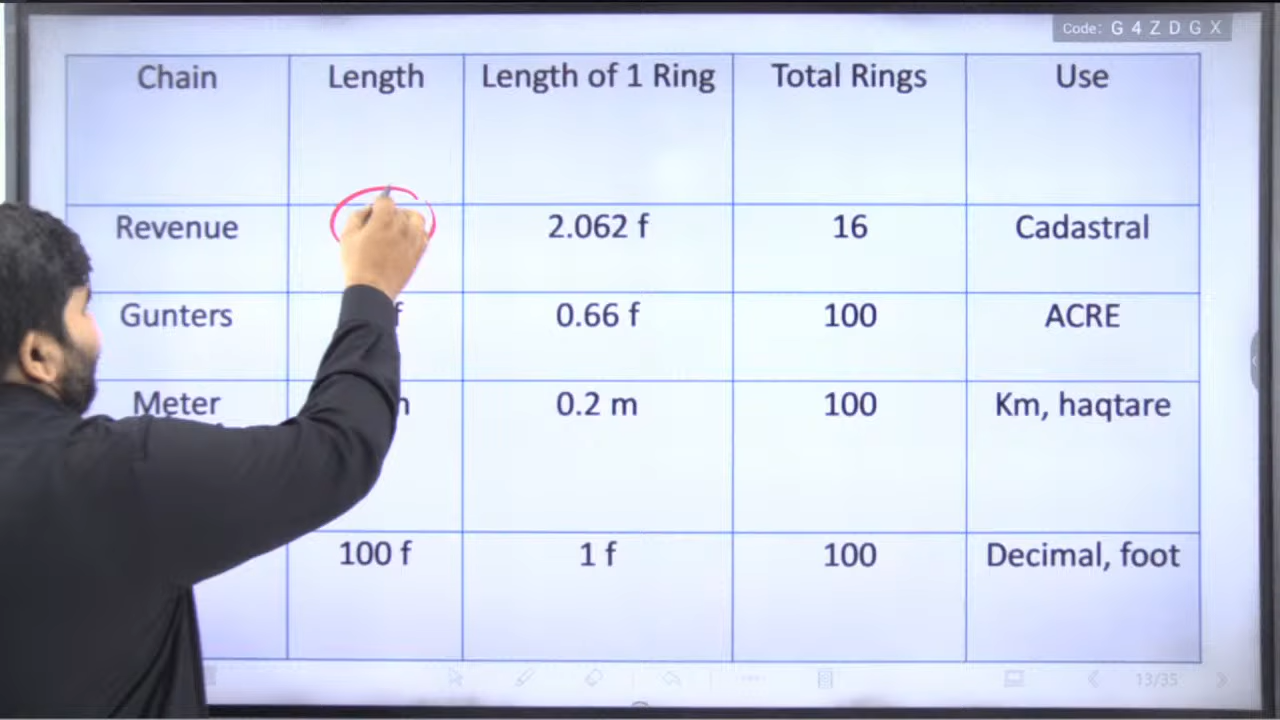 Code: G 4 Z D G X
Chain Length Length of 1 Ring Total Rings Use
Revenue 2.062 f 16 Cadastral
Gunters f 0.66 f 100 ACRE
Meter 0.2 m 100 Km, haqtare
100 f 1 f 100 Decimal, foot
13/35